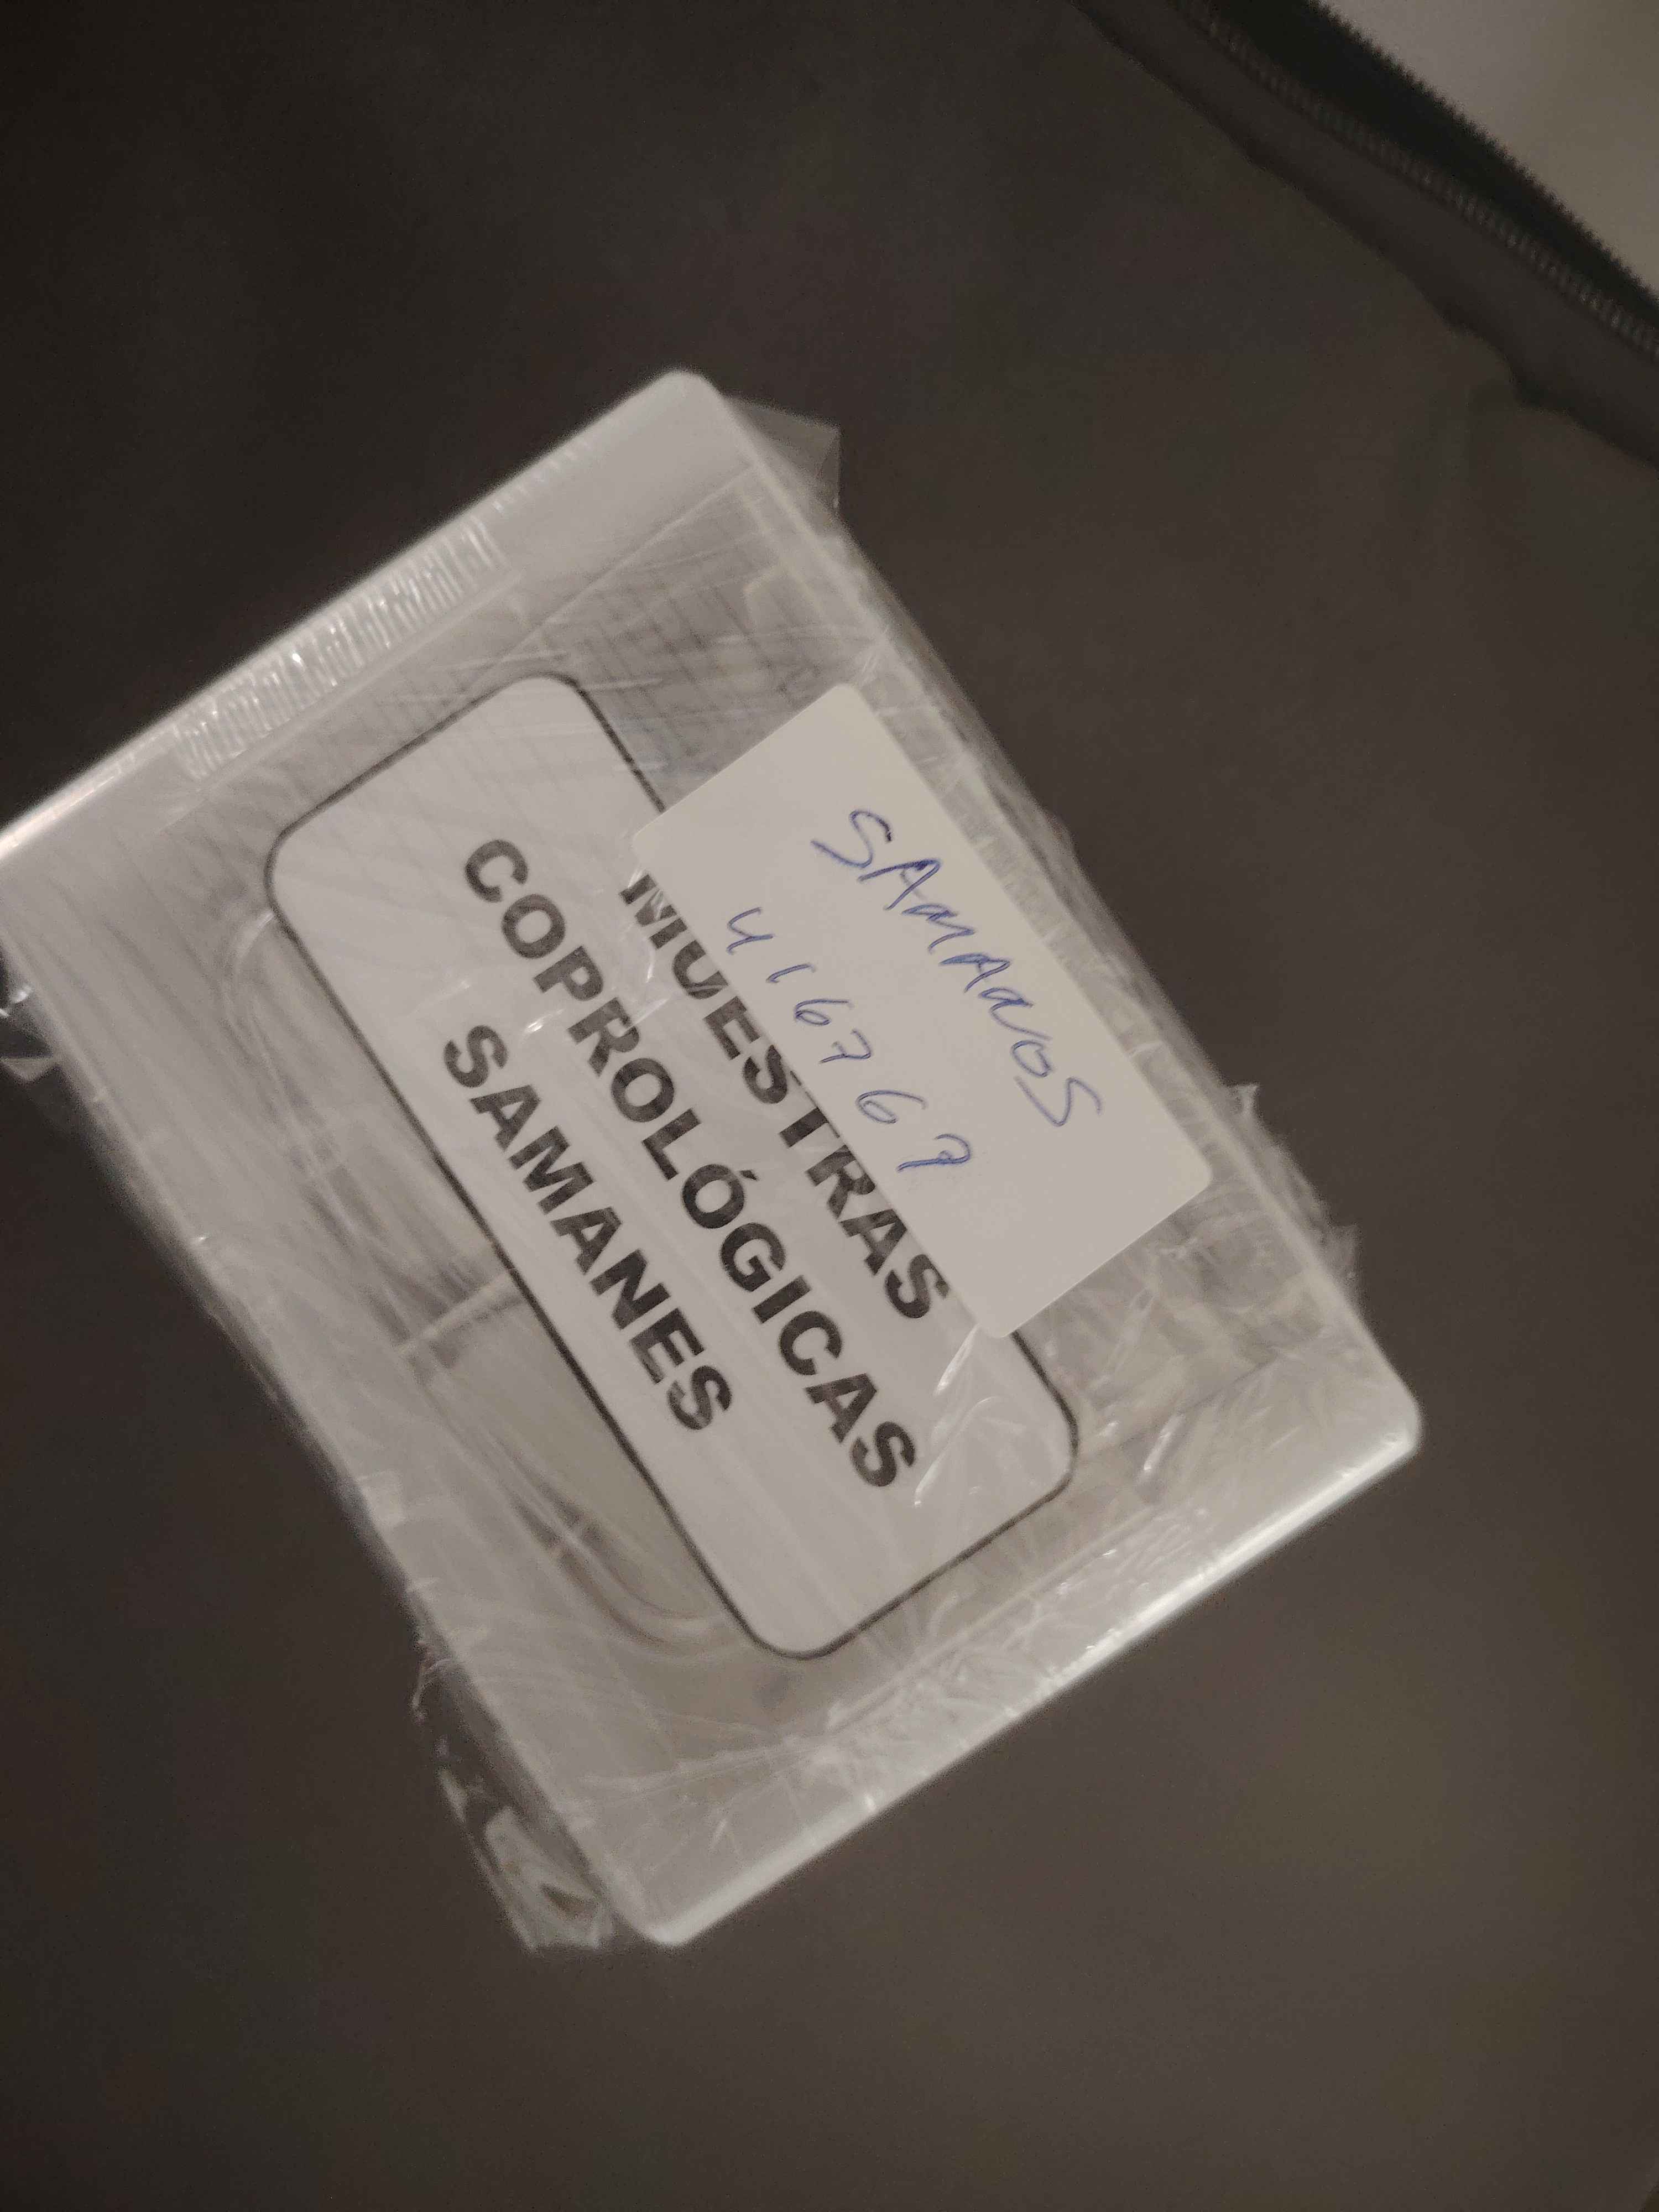 SAMANOS
416769
MUESTRAS
COPROLÓGICAS
SAMANES